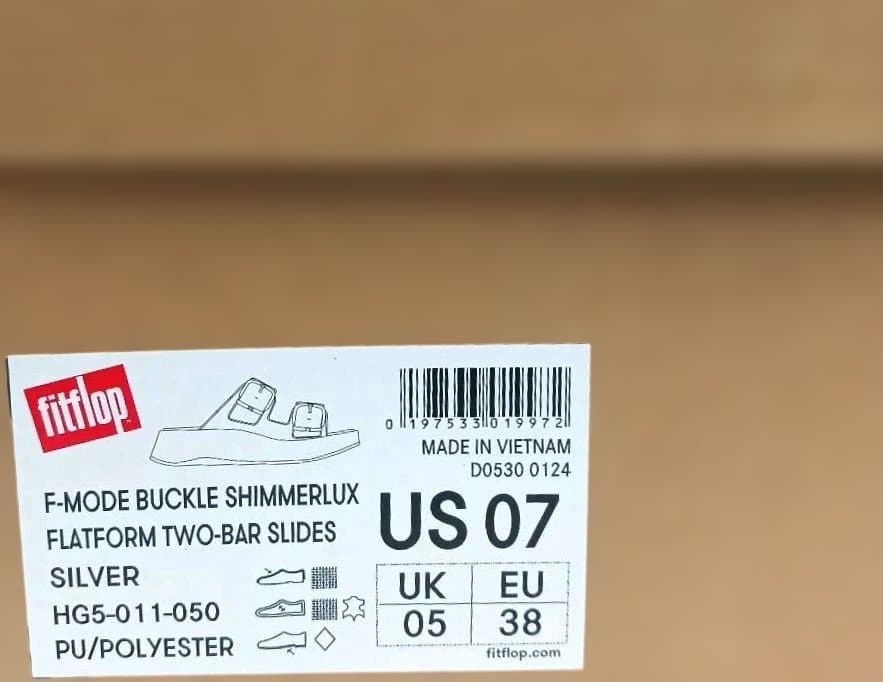 fitflop
0 197533 019972
MADE IN VIETNAM
D0530 0124
F-MODE BUCKLE SHIMMERLUX
FLATFORM TWO-BAR SLIDES
SILVER
HG5-011-050
PU/POLYESTER
US 07
UK EU
05 38
fitflop.com